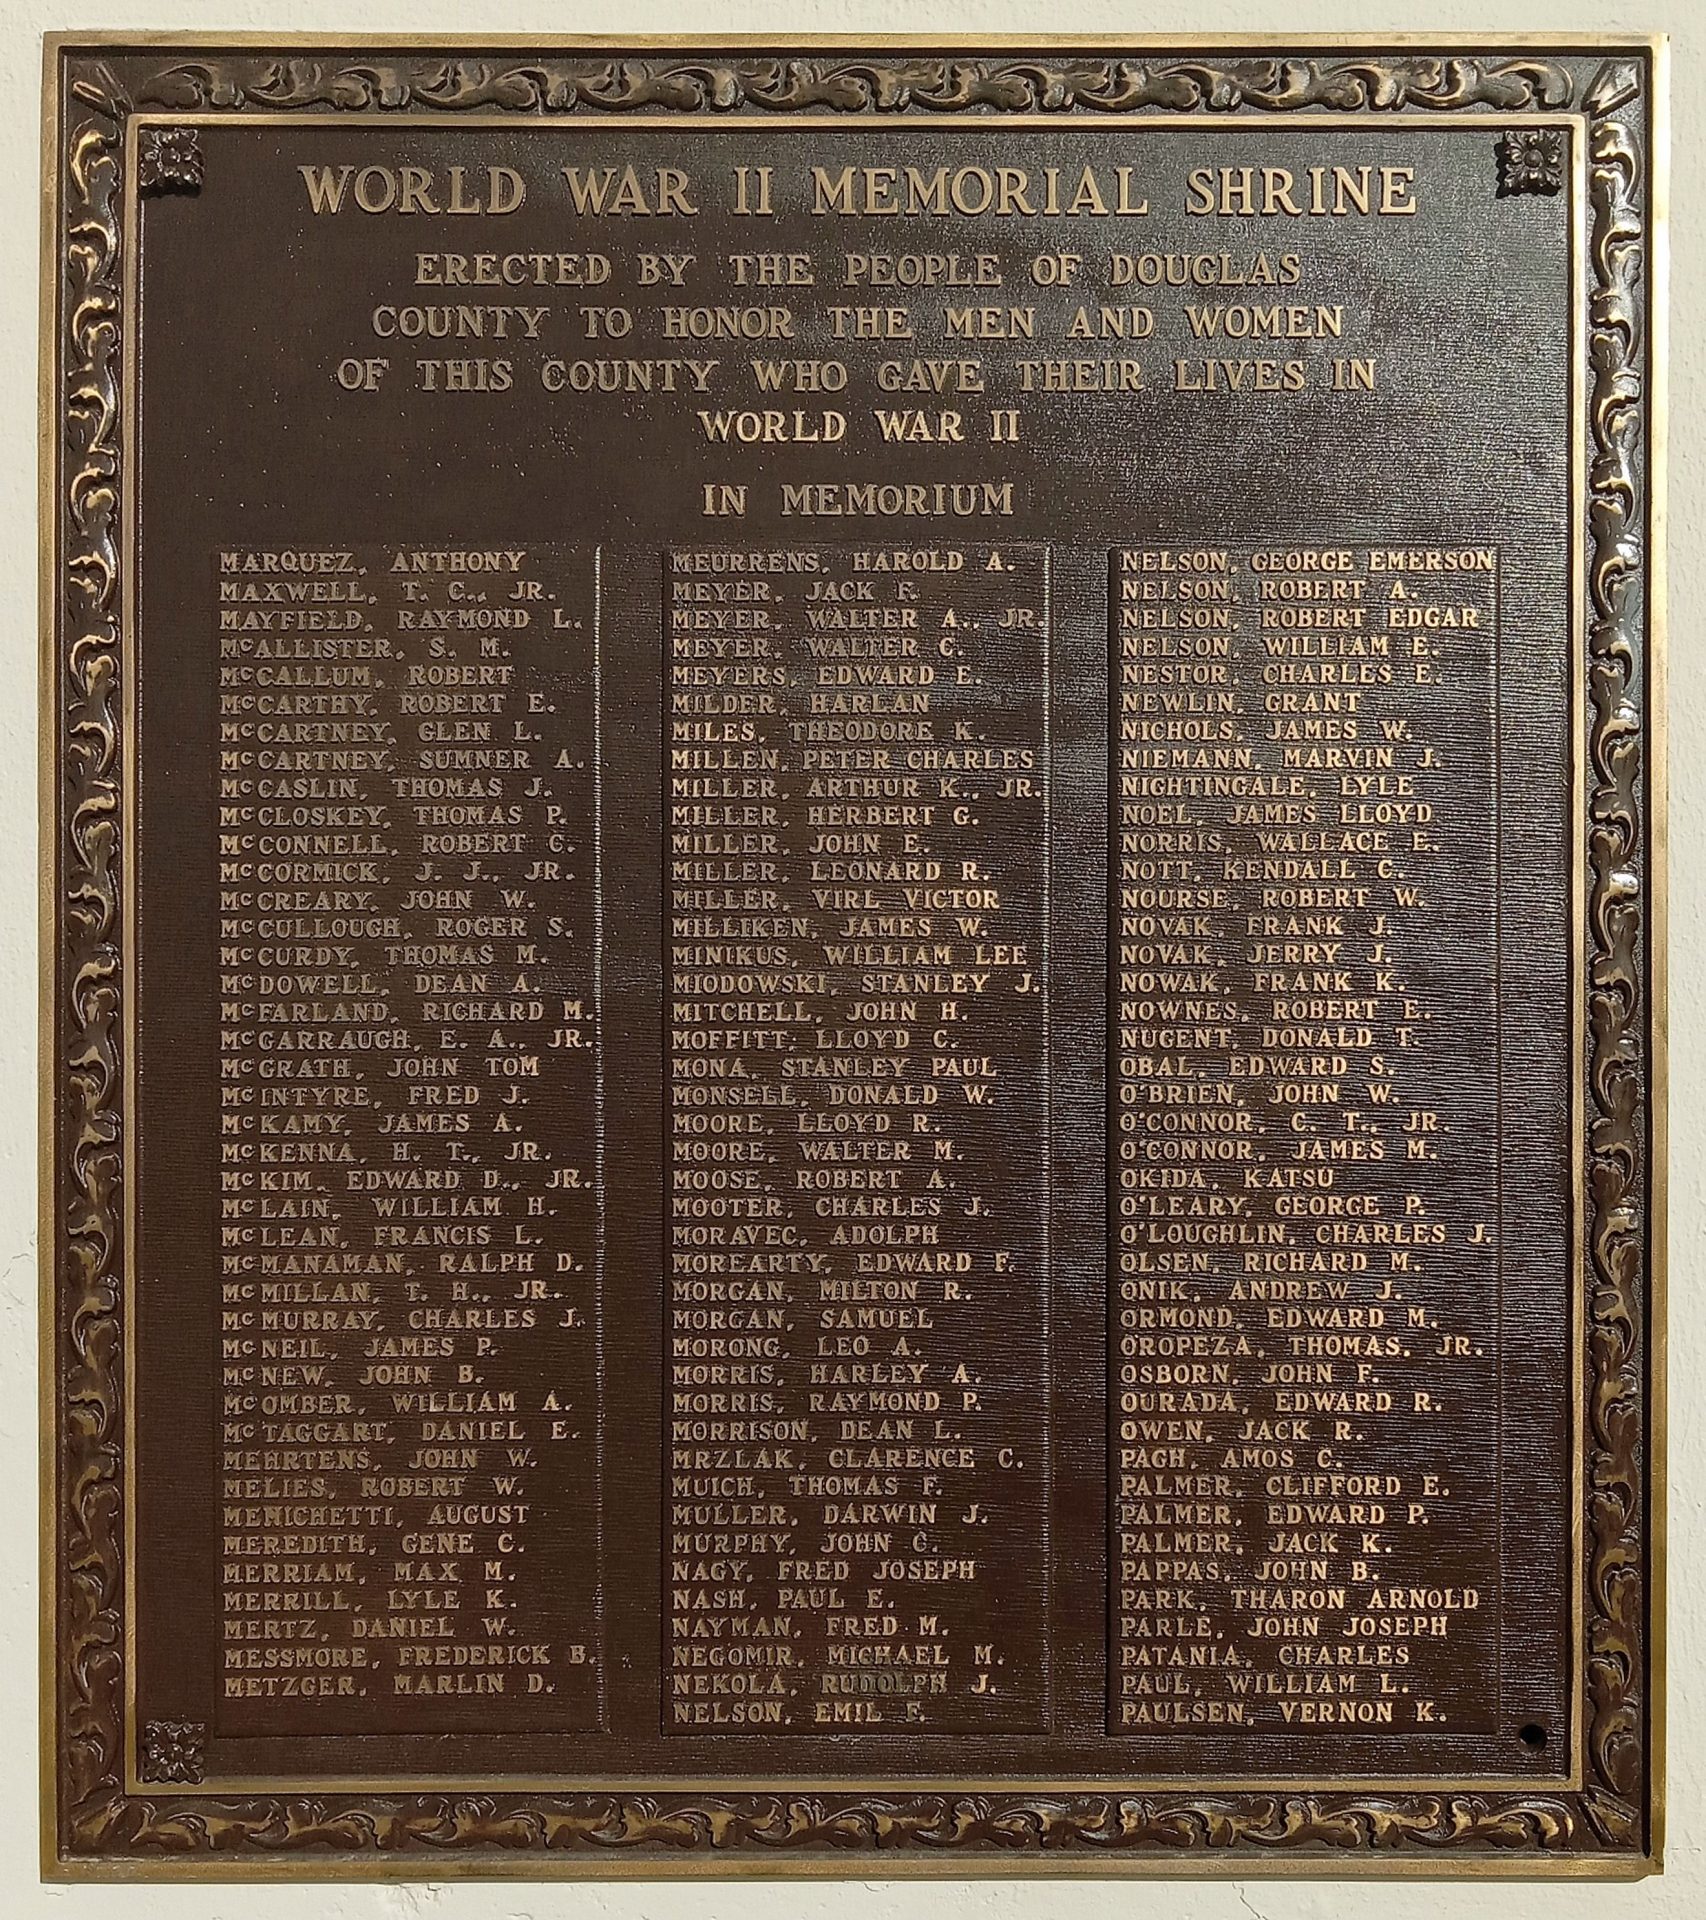 WORLD WAR II MEMORIAL SHRINE
ERECTED BY THE PEOPLE OF DOUGLAS
COUNTY TO HONOR THE MEN AND WOMEN
OF THIS COUNTY WHO GAVE THEIR LIVES IN
WORLD WAR II
IN MEMORIUM
MARQUEZ, ANTHONY
MAXWELL, T. C., JR.
MAYFIELD, RAYMOND L.
McALLISTER, S. M.
McCALLUM, ROBERT
McCARTHY, ROBERT E.
McCARTNEY, GLEN L.
McCARTNEY, SUMNER A.
McCASLIN, THOMAS J.
McCLOSKEY, THOMAS P.
McCONNELL, ROBERT C.
McCORMICK, J. J., JR.
McCREARY, JOHN W.
McCULLOUGH, ROGER S.
McCURDY, THOMAS M.
McDOWELL, DEAN A.
McFARLAND, RICHARD M.
McGARRAUGH, E. A., JR.
McGRATH, JOHN TOM
McINTYRE, FRED J.
McKAMY, JAMES A.
McKENNA, H. T., JR.
McKIM, EDWARD D., JR.
McLAIN, WILLIAM H.
McLEAN, FRANCIS L.
McMANAMAN, RALPH D.
McMILLAN, T. H., JR.
McMURRAY, CHARLES J.
McNEIL, JAMES P.
McNEW, JOHN B.
McOMBER, WILLIAM A.
McTAGGART, DANIEL E.
MEHRTENS, JOHN W.
MELIES, ROBERT W.
MENICHETTI, AUGUST
MEREDITH, GENE C.
MERRIAM, MAX M.
MERRILL, LYLE K.
MERTZ, DANIEL W.
MESSMORE, FREDERICK B.
METZGER, MARLIN D.
MEURRENS, HAROLD A.
MEYER, JACK F.
MEYER, WALTER A., JR.
MEYER, WALTER C.
MEYERS, EDWARD E.
MILDER, HARLAN
MILES, THEODORE K.
MILLEN, PETER CHARLES
MILLER, ARTHUR K., JR.
MILLER, HERBERT G.
MILLER, JOHN E.
MILLER, LEONARD R.
MILLER, VIRL VICTOR
MILLIKEN, JAMES W.
MINIKUS, WILLIAM LEE
MIODOWSKI, STANLEY J.
MITCHELL, JOHN H.
MOFFITT, LLOYD C.
MONA, STANLEY PAUL
MONSELL, DONALD W.
MOORE, LLOYD R.
MOORE, WALTER M.
MOOSE, ROBERT A.
MOOTER, CHARLES J.
MORAVEC, ADOLPH
MOREARTY, EDWARD F.
MORGAN, MILTON R.
MORGAN, SAMUEL
MORONG, LEO A.
MORRIS, HARLEY A.
MORRIS, RAYMOND P.
MORRISON, DEAN L.
MRZLAK, CLARENCE C.
MUICH, THOMAS F.
MULLER, DARWIN J.
MURPHY, JOHN C.
NAGY, FRED JOSEPH
NASH, PAUL E.
NAYMAN, FRED M.
NEGOMIR, MICHAEL M.
NEKOLA, RUDOLPH J.
NELSON, EMIL F.
NELSON, GEORGE EMERSON
NELSON, ROBERT A.
NELSON, ROBERT EDGAR
NELSON, WILLIAM E.
NESTOR, CHARLES E.
NEWLIN, GRANT
NICHOLS, JAMES W.
NIEMANN, MARVIN J.
NIGHTINGALE, LYLE
NOEL, JAMES LLOYD
NORRIS, WALLACE E.
NOTT, KENDALL C.
NOURSE, ROBERT W.
NOVAK, FRANK J.
NOVAK, JERRY J.
NOWAK, FRANK K.
NOWNES, ROBERT E.
NUGENT, DONALD T.
OBAL, EDWARD S.
O'BRIEN, JOHN W.
O'CONNOR, C. T., JR.
O'CONNOR, JAMES M.
OKIDA, KATSU
O'LEARY, GEORGE P.
O'LOUGHLIN, CHARLES J.
OLSEN, RICHARD M.
ONIK, ANDREW J.
ORMOND, EDWARD M.
OROPEZA, THOMAS, JR.
OSBORN, JOHN F.
OURADA, EDWARD R.
OWEN, JACK R.
PAGH, AMOS C.
PALMER, CLIFFORD E.
PALMER, EDWARD P.
PALMER, JACK K.
PAPPAS, JOHN B.
PARK, THARON ARNOLD
PARLE, JOHN JOSEPH
PATANIA, CHARLES
PAUL, WILLIAM L.
PAULSEN, VERNON K.